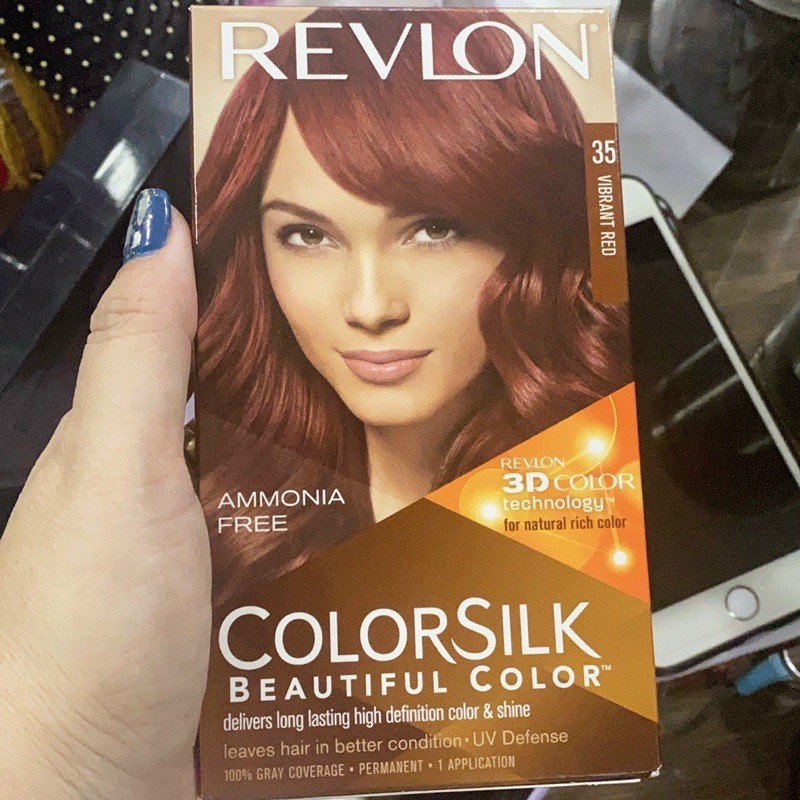 REVLON®
35
VIBRANT RED
REVLON
3D COLOR
technology™
for natural rich color
AMMONIA
FREE
COLORSILK
BEAUTIFUL COLOR™
delivers long lasting high definition color & shine
leaves hair in better condition • UV Defense
100% GRAY COVERAGE • PERMANENT • 1 APPLICATION